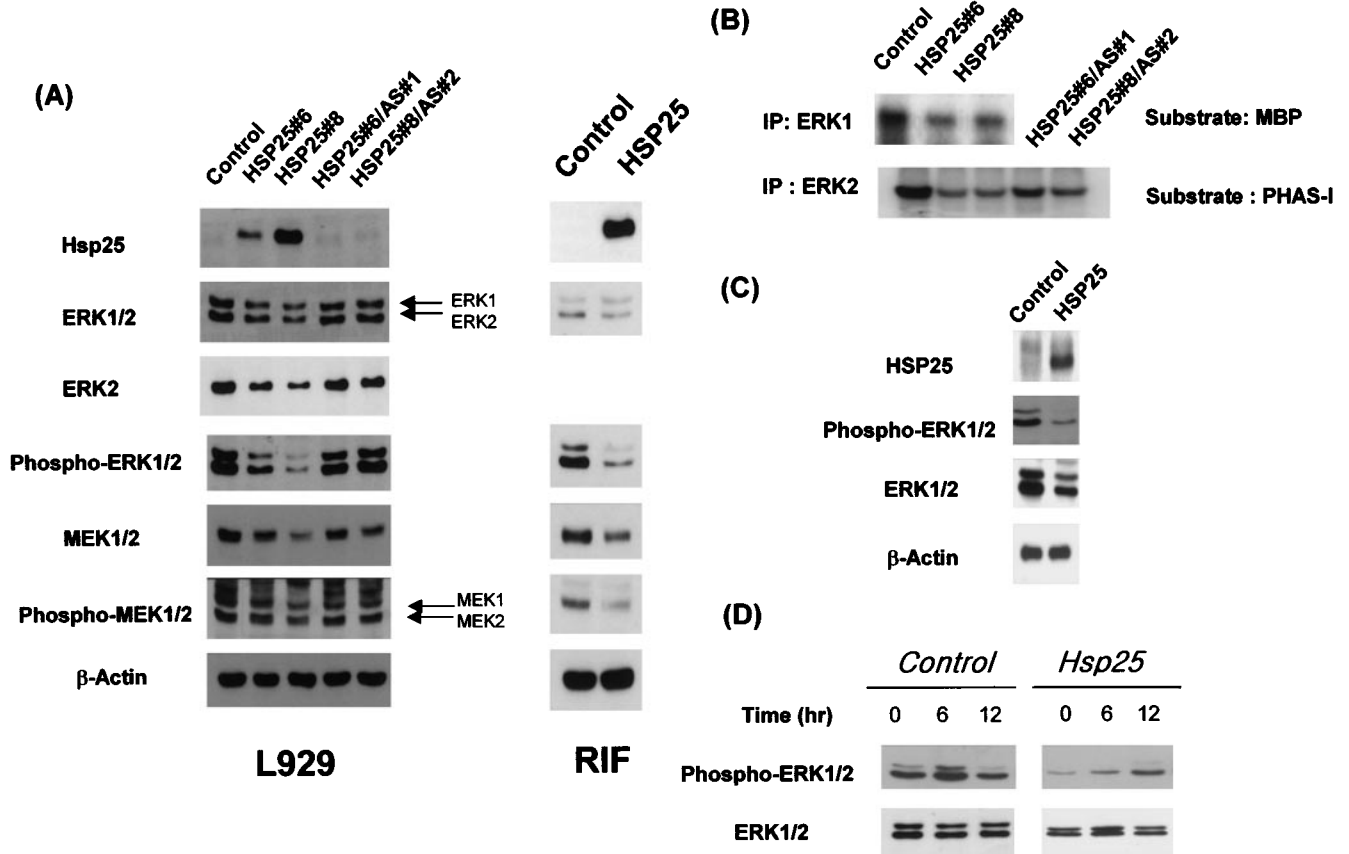 (A)
Control
HSP25#6
HSP25#8
HSP25#6/AS#1
HSP25#8/AS#2
Control
HSP25
Hsp25
ERK1/2
ERK1
ERK2
ERK2
Phospho-ERK1/2
MEK1/2
Phospho-MEK1/2
MEK1
MEK2
β-Actin
L929
RIF
(B)
Control
HSP25#6
HSP25#8
HSP25#6/AS#1
HSP25#8/AS#2
IP: ERK1
Substrate: MBP
IP : ERK2
Substrate : PHAS-I
(C)
Control
HSP25
HSP25
Phospho-ERK1/2
ERK1/2
β-Actin
(D)
Control
Hsp25
Time (hr) 0 6 12 0 6 12
Phospho-ERK1/2
ERK1/2